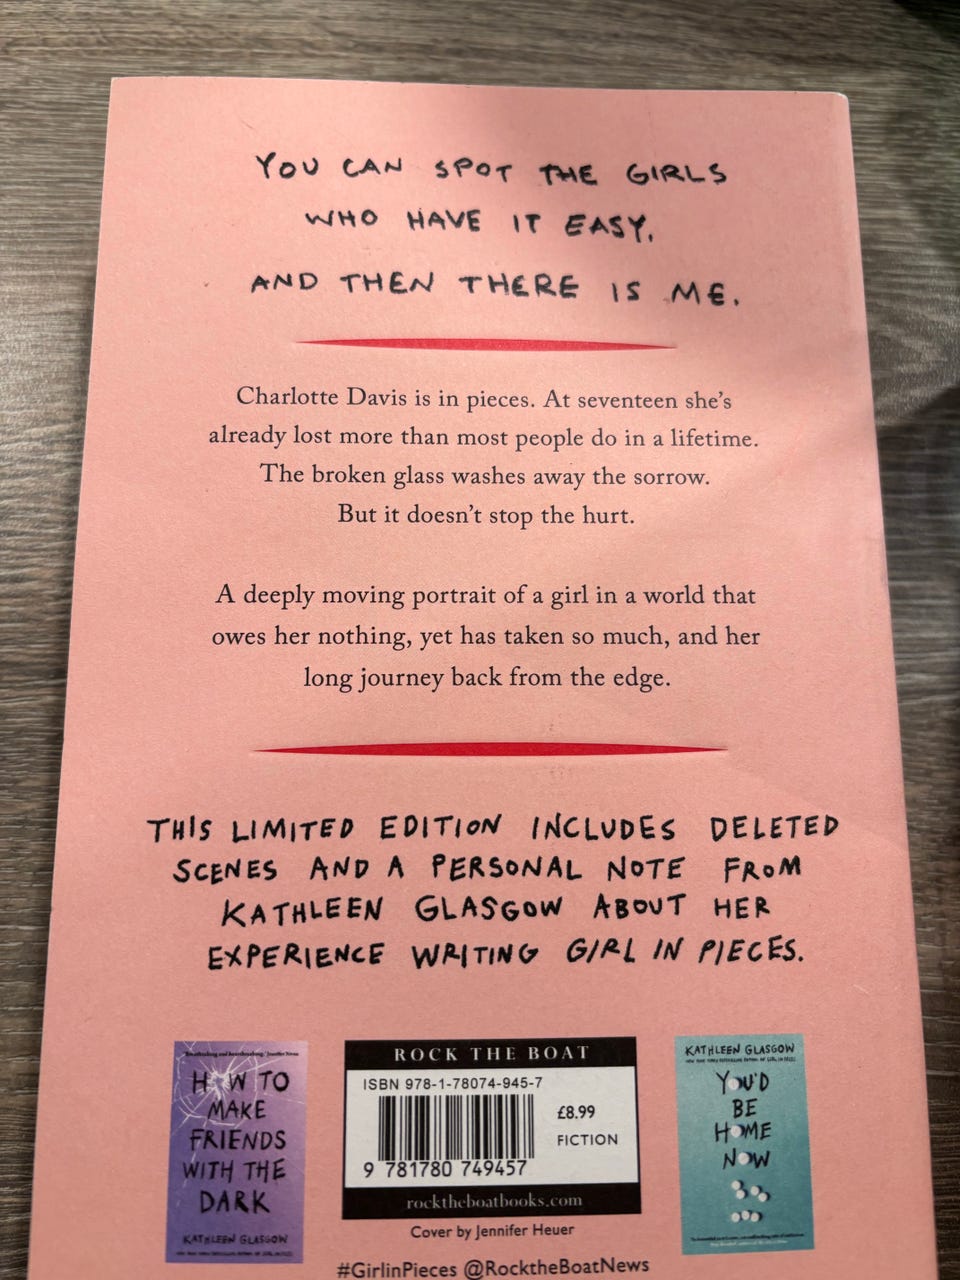 YOU CAN SPOT THE GIRLS
WHO HAVE IT EASY.
AND THEN THERE IS ME.
Charlotte Davis is in pieces. At seventeen she's
already lost more than most people do in a lifetime.
The broken glass washes away the sorrow.
But it doesn't stop the hurt.
A deeply moving portrait of a girl in a world that
owes her nothing, yet has taken so much, and her
long journey back from the edge.
THIS LIMITED EDITION INCLUDES DELETED
SCENES AND A PERSONAL NOTE FROM
KATHLEEN GLASGOW ABOUT HER
EXPERIENCE WRITING GIRL IN PIECES.
'Breathtaking and heartbreaking.' Jennifer Niven
HOW TO
MAKE
FRIENDS
WITH THE
DARK
KATHLEEN GLASGOW
ROCK THE BOAT
ISBN 978-1-78074-945-7
£8.99
FICTION
9 781780 749457
rocktheboatbooks.com
Cover by Jennifer Heuer
#GirlinPieces @RocktheBoatNews
KATHLEEN GLASGOW
YOU'D
BE
HOME
NOW